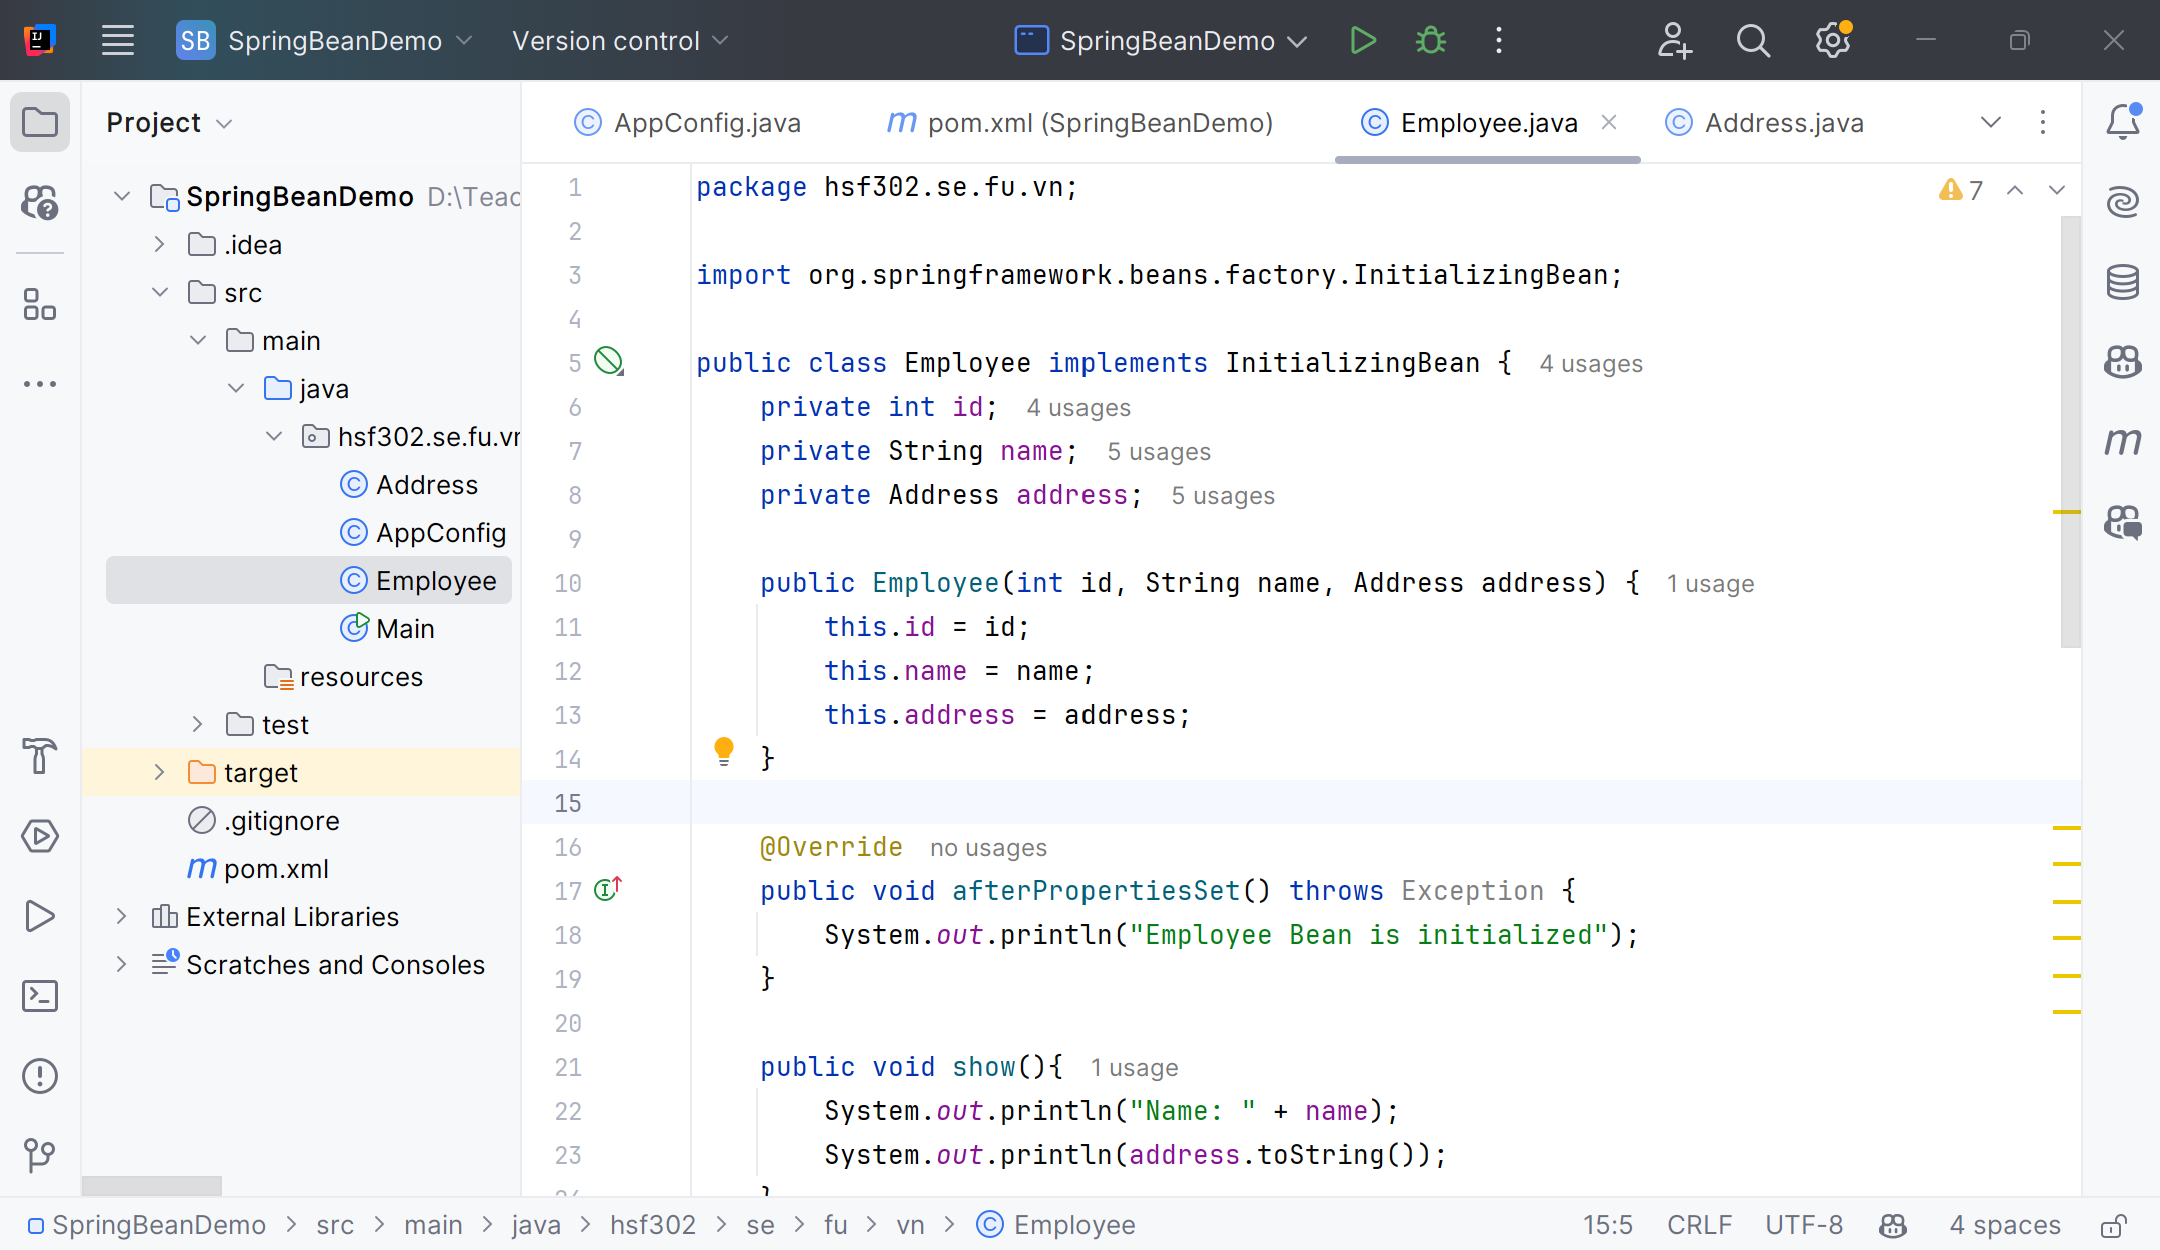 SB SpringBeanDemo Version control SpringBeanDemo
Project
AppConfig.java pom.xml (SpringBeanDemo) Employee.java Address.java
SpringBeanDemo D:\Teac
.idea
src
main
java
hsf302.se.fu.vn
Address
AppConfig
Employee
Main
resources
test
target
.gitignore
pom.xml
External Libraries
Scratches and Consoles
7
1 package hsf302.se.fu.vn;
2
3 import org.springframework.beans.factory.InitializingBean;
4
5 public class Employee implements InitializingBean { 4 usages
6 private int id; 4 usages
7 private String name; 5 usages
8 private Address address; 5 usages
9
10 public Employee(int id, String name, Address address) { 1 usage
11 this.id = id;
12 this.name = name;
13 this.address = address;
14 }
15
16 @Override no usages
17 public void afterPropertiesSet() throws Exception {
18 System.out.println("Employee Bean is initialized");
19 }
20
21 public void show(){ 1 usage
22 System.out.println("Name: " + name);
23 System.out.println(address.toString());
SpringBeanDemo > src > main > java > hsf302 > se > fu > vn > Employee 15:5 CRLF UTF-8 4 spaces